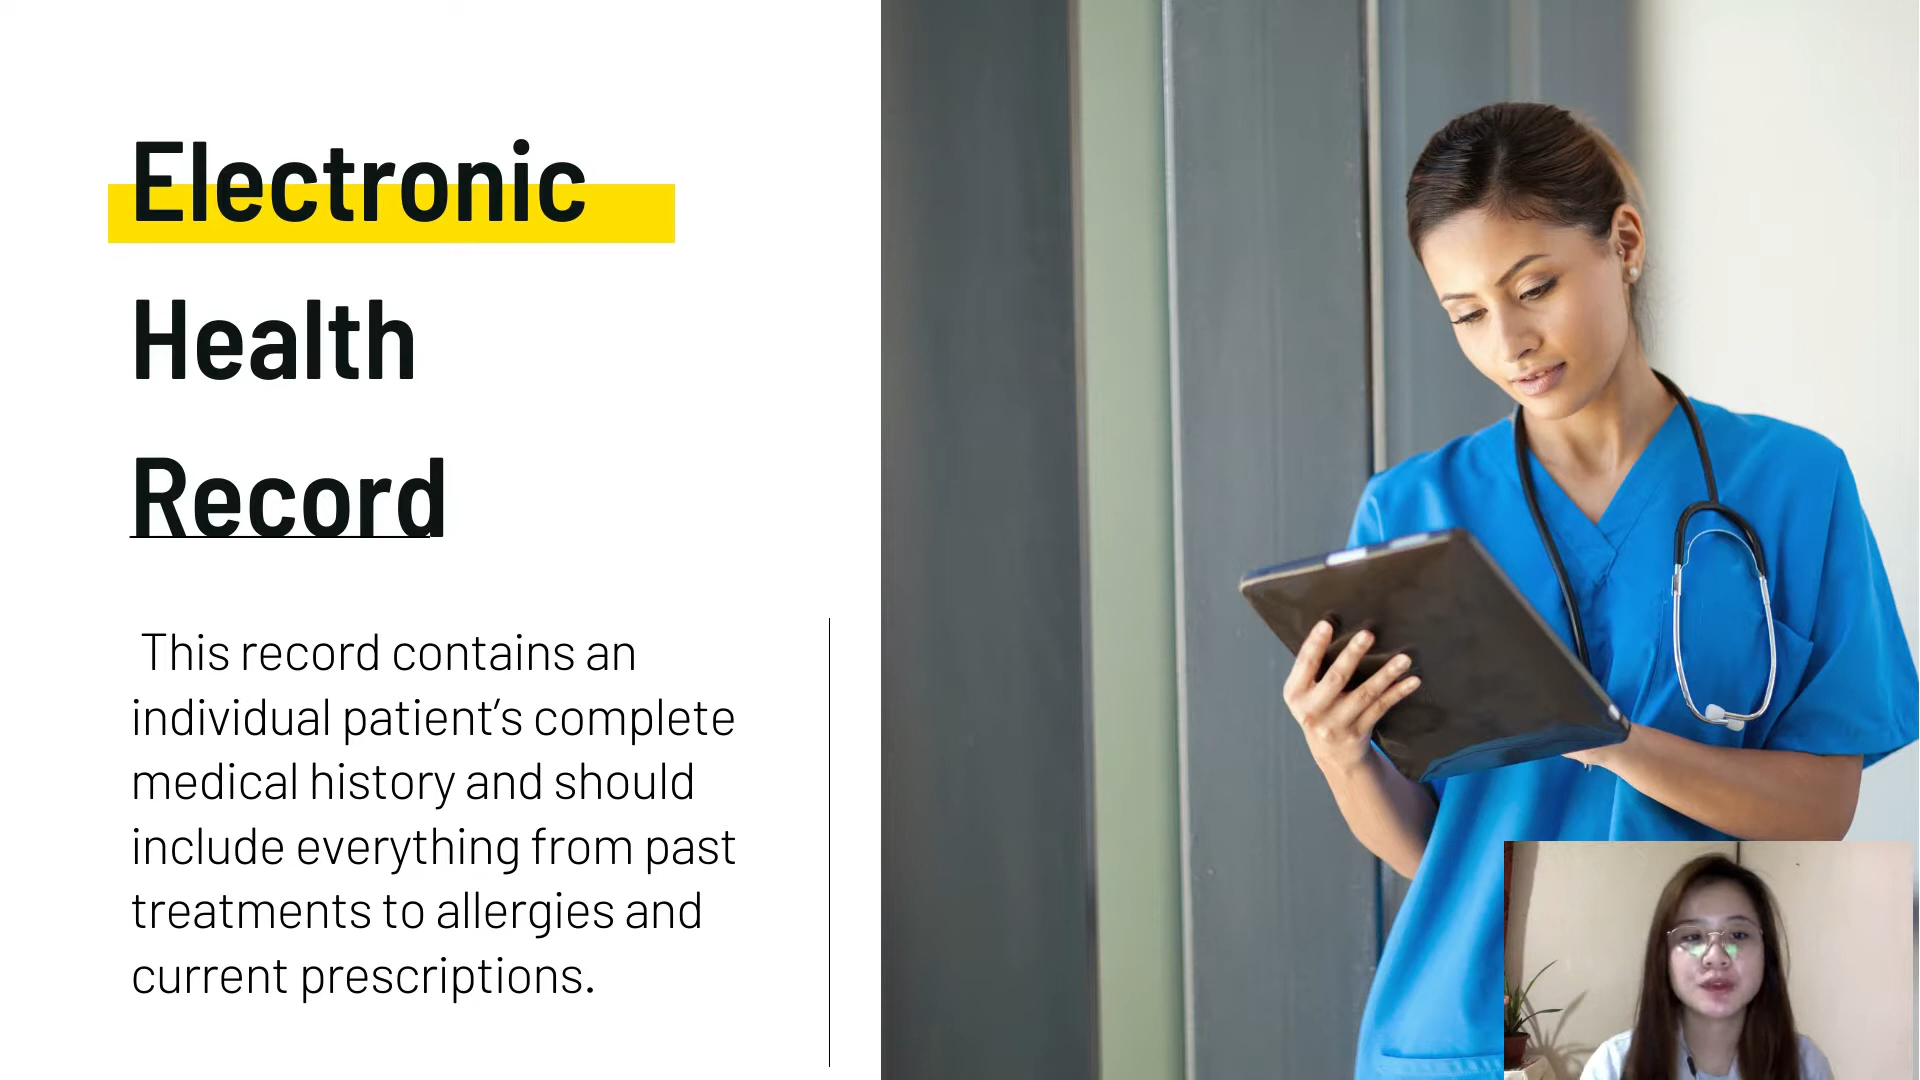 Electronic
Health
Record
This record contains an
individual patient’s complete
medical history and should
include everything from past
treatments to allergies and
current prescriptions.